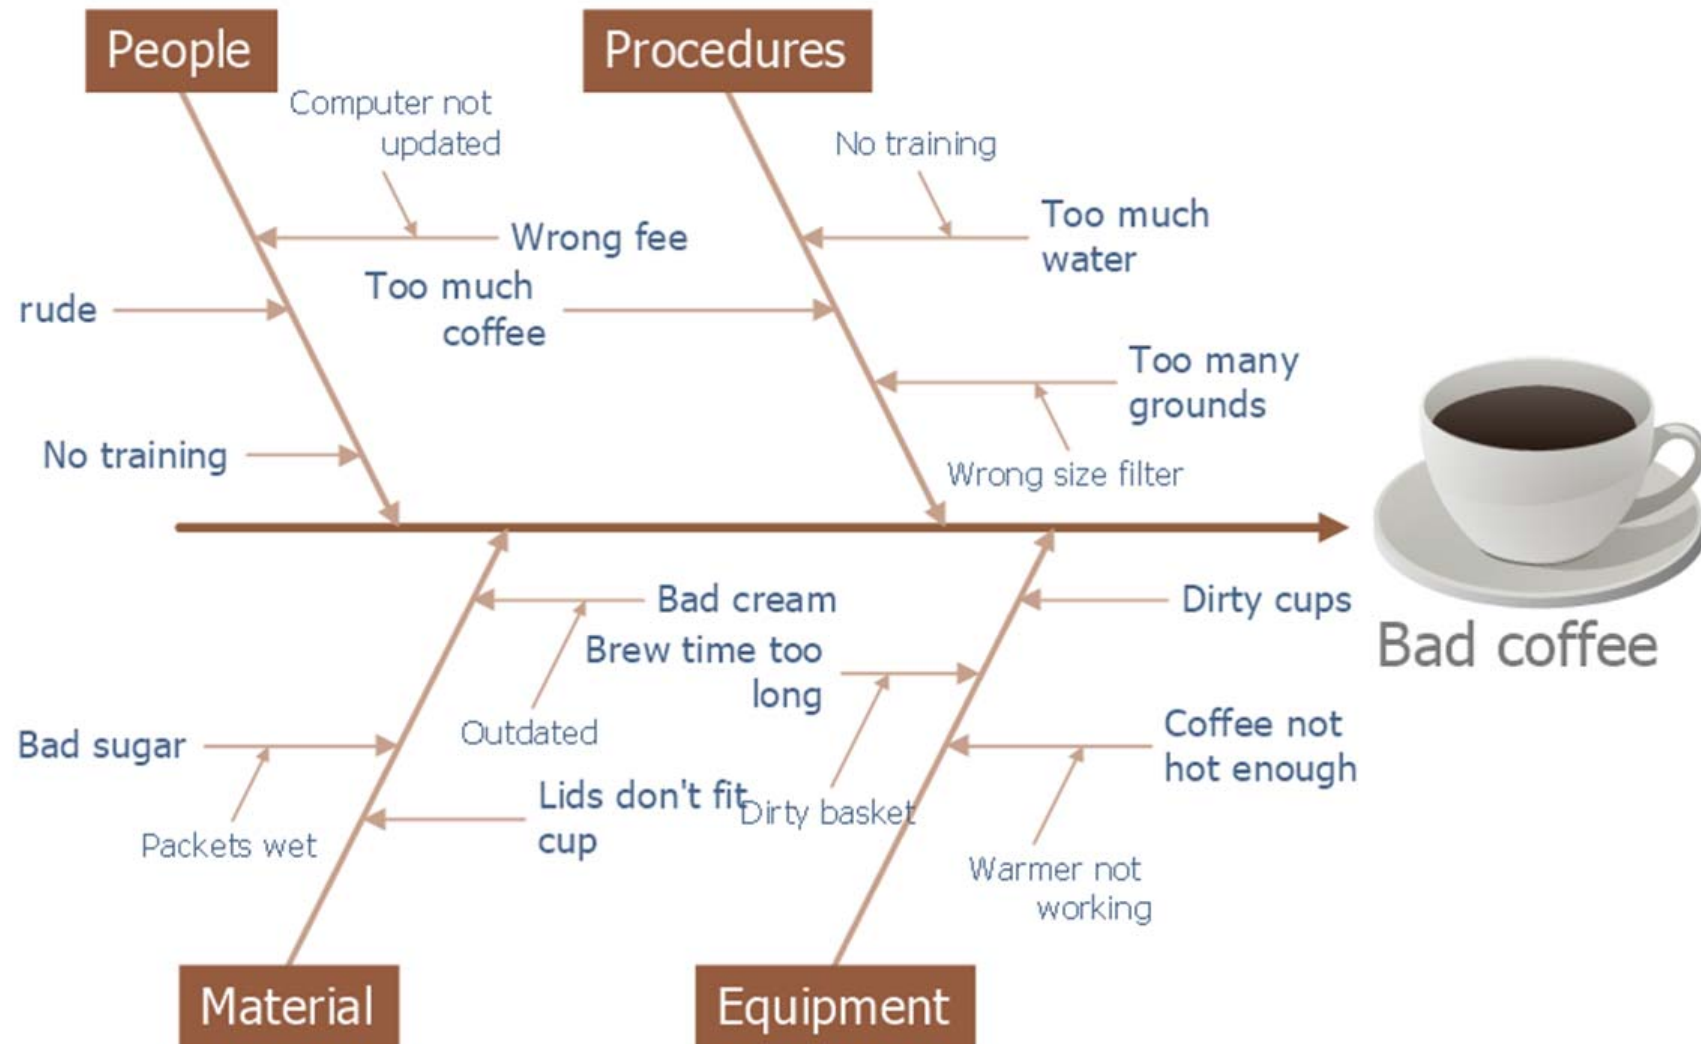 People
Procedures
Computer not
updated
No training
Wrong fee
Too much
water
Too much
coffee
rude
Too many
grounds
No training
Wrong size filter
Bad cream
Dirty cups
Bad coffee
Brew time too
long
Outdated
Bad sugar
Coffee not
hot enough
Lids don't fit
cup
Dirty basket
Packets wet
Warmer not
working
Material
Equipment